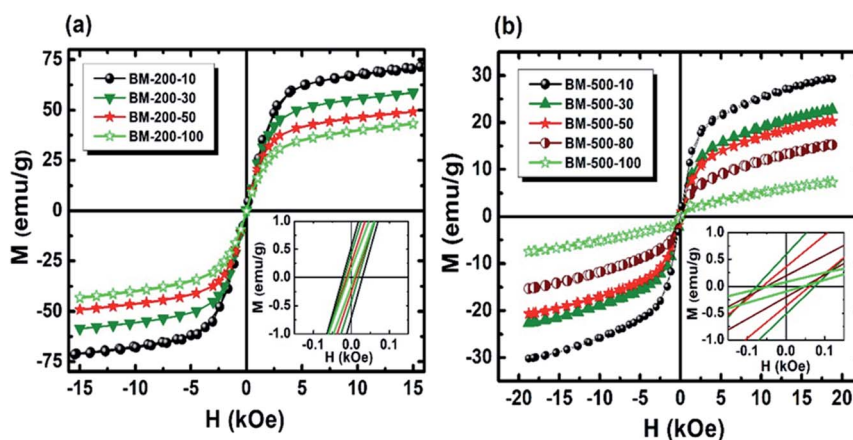 (a)
M (emu/g)
75
50
25
0
-25
-50
-75
BM-200-10
BM-200-30
BM-200-50
BM-200-100
M (emu/g)
1.0
0.5
0.0
-0.5
-1.0
-0.1 0.0 0.1
H (kOe)
-15 -10 -5 0 5 10 15
H (kOe)
(b)
M (emu/g)
30
20
10
0
-10
-20
-30
BM-500-10
BM-500-30
BM-500-50
BM-500-80
BM-500-100
M (emu/g)
1.0
0.5
0.0
-0.5
-1.0
-0.1 0.0 0.1
H (kOe)
-20 -15 -10 -5 0 5 10 15 20
H (kOe)